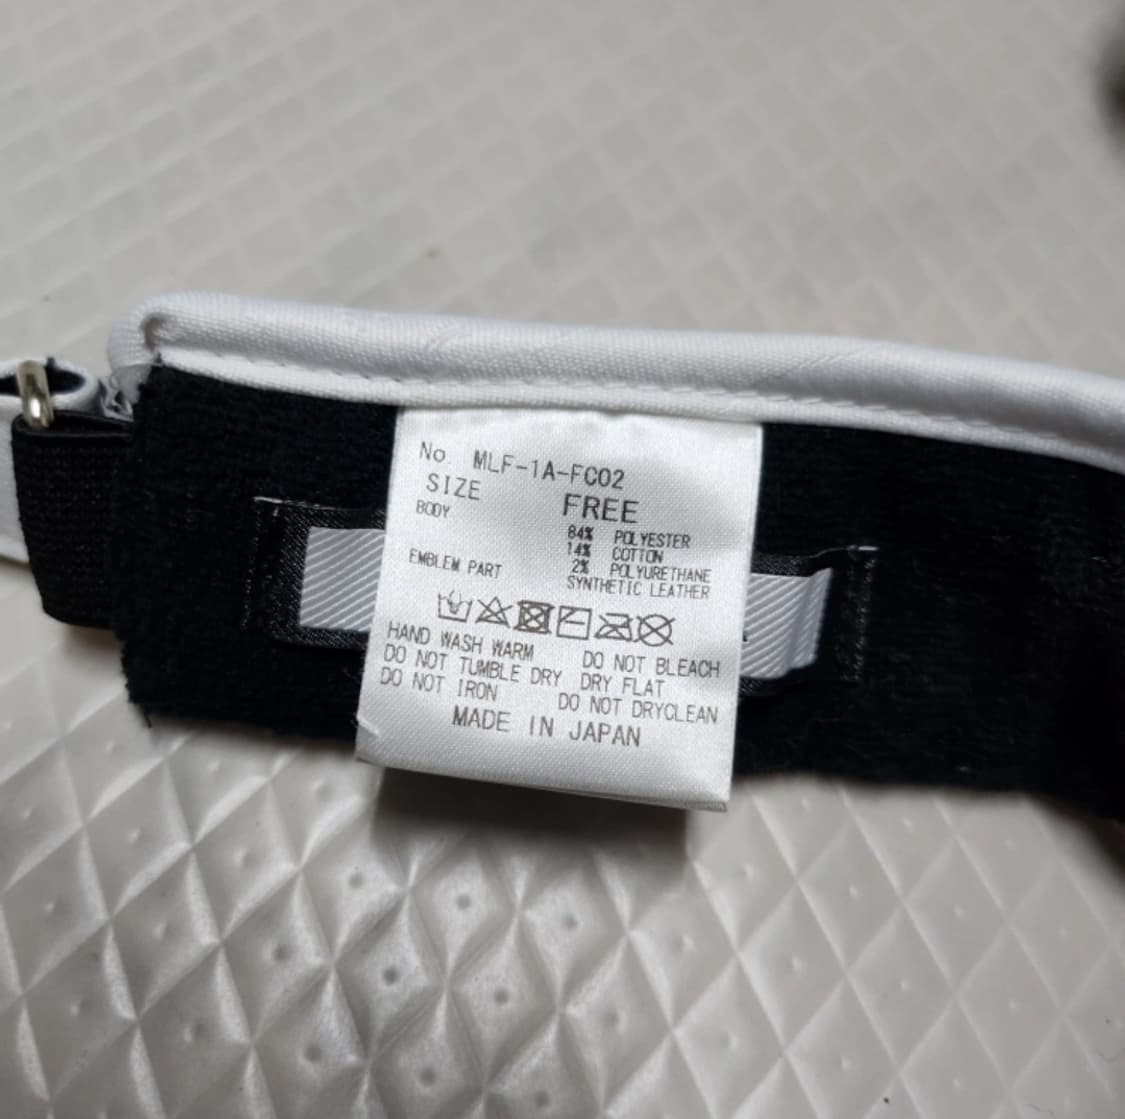 No. MLF-1A-FC02
SIZE FREE
BODY 84% POLYESTER
14% COTTON
2% POLYURETHANE
EMBLEM PART SYNTHETIC LEATHER
HAND WASH WARM DO NOT BLEACH
DO NOT TUMBLE DRY DRY FLAT
DO NOT IRON DO NOT DRYCLEAN
MADE IN JAPAN